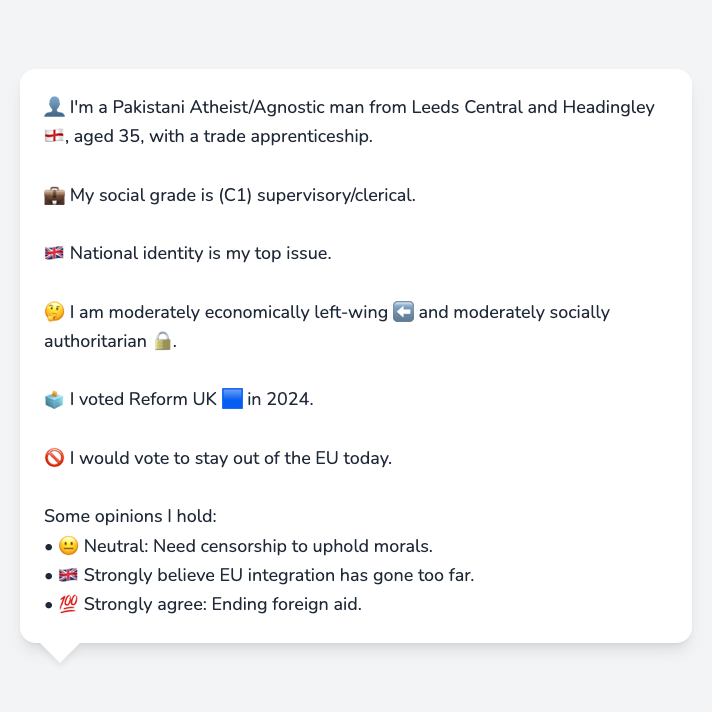 👤 I'm a Pakistani Atheist/Agnostic man from Leeds Central and Headingley
🏴󠁧󠁢󠁥󠁮󠁧󠁿, aged 35, with a trade apprenticeship.
💼 My social grade is (C1) supervisory/clerical.
🇬🇧 National identity is my top issue.
🤔 I am moderately economically left-wing ⬅️ and moderately socially
authoritarian 🔒.
🗳️ I voted Reform UK 🟦 in 2024.
🚫 I would vote to stay out of the EU today.
Some opinions I hold:
• 😐 Neutral: Need censorship to uphold morals.
• 🇬🇧 Strongly believe EU integration has gone too far.
• 💯 Strongly agree: Ending foreign aid.